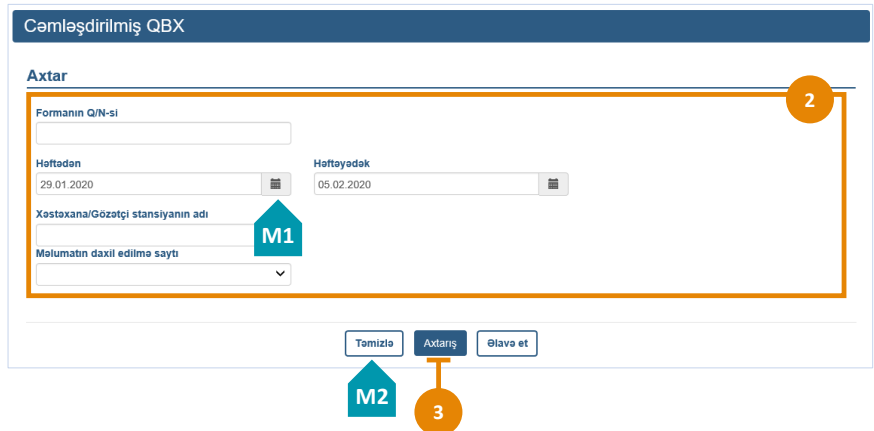 Cəmləşdirilmiş QBX
Axtar
2
Formanın Q/N-si
Həftədən
Həftəyədək
29.01.2020
05.02.2020
Xəstəxana/Gözətçi stansiyanın adı
M1
Məlumatın daxil edilmə saytı
Təmizlə
Axtarış
Əlavə et
M2
3